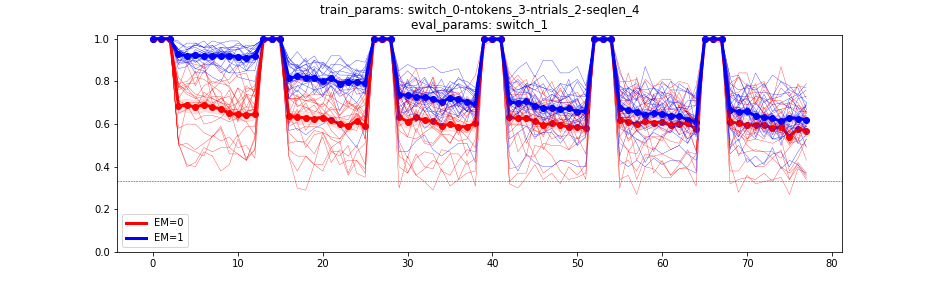 train_params: switch_0-ntokens_3-ntrials_2-seqlen_4
eval_params: switch_1
1.0
0.8
0.6
0.4
0.2
0.0
EM=0
EM=1
0 10 20 30 40 50 60 70 80